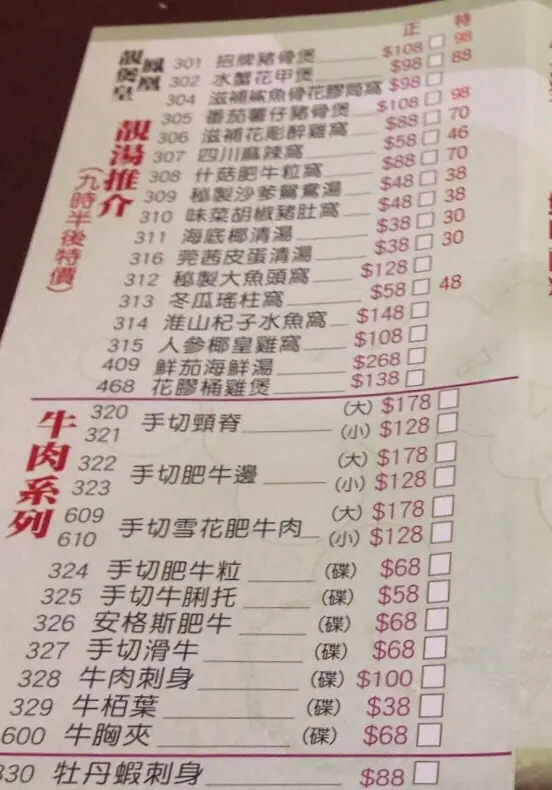 正 特
鳳凰
靚煲皇
301 招牌豬骨煲 $108 98
302 水蟹花甲煲 $98 88
304 滋補鯊魚骨花膠筒窩 $98
靚湯推介
(九時半後特價)
305 番茄薯仔豬骨煲 $108 98
306 滋補花彫醉雞窩 $88 70
307 四川麻辣窩 $58 46
308 什菇肥牛粒窩 $88 70
309 秘製沙爹鴛鴦湯 $48 38
310 味菜胡椒豬肚窩 $48 38
311 海底椰清湯 $38 30
316 莞茜皮蛋清湯 $38 30
312 秘製大魚頭窩 $128
313 冬瓜瑤柱窩 $58 48
314 淮山杞子水魚窩 $148
315 人參椰皇雞窩 $108
409 鮮茄海鮮湯 $268
468 花膠桶雞煲 $138
牛肉系列
320 手切頸脊 (大) $178
321 (小) $128
322 手切肥牛邊 (大) $178
323 (小) $128
609 手切雪花肥牛肉 (大) $178
610 (小) $128
324 手切肥牛粒 (碟) $68
325 手切牛脷托 (碟) $58
326 安格斯肥牛 (碟) $68
327 手切滑牛 (碟) $68
328 牛肉刺身 (碟) $100
329 牛栢葉 (碟) $38
600 牛胸夾 (碟) $68
330 牡丹蝦刺身 $88